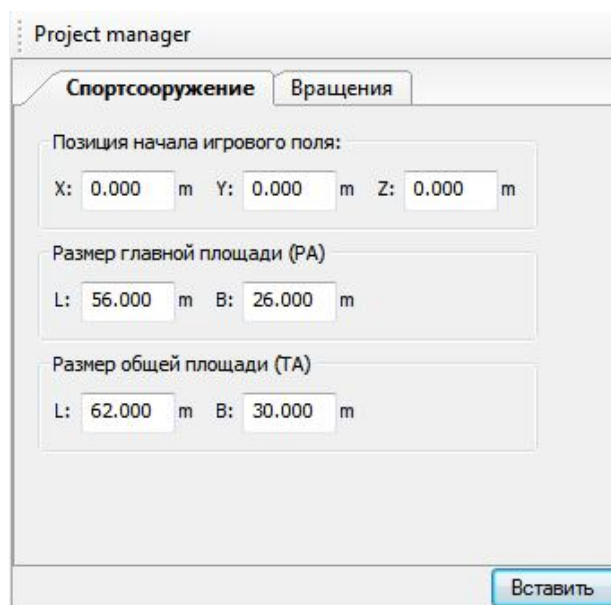 Project manager
Спортсооружение Вращения
Позиция начала игрового поля:
X: 0.000 m Y: 0.000 m Z: 0.000 m
Размер главной площади (PA)
L: 56.000 m B: 26.000 m
Размер общей площади (TA)
L: 62.000 m B: 30.000 m
Вставить